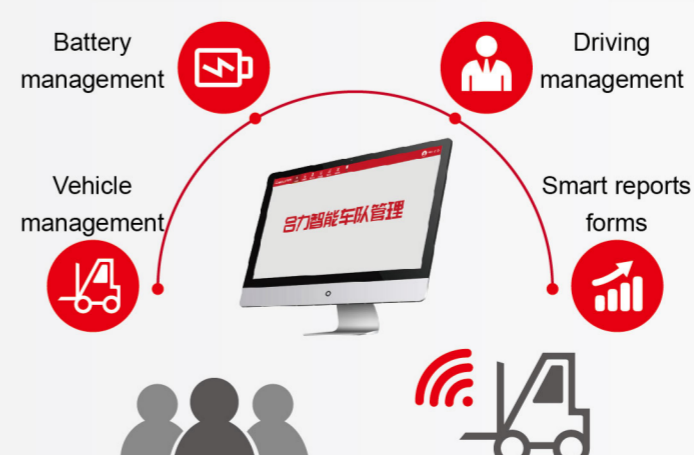 Battery
management
Driving
management
Vehicle
management
Smart reports
forms
合力智能车队管理